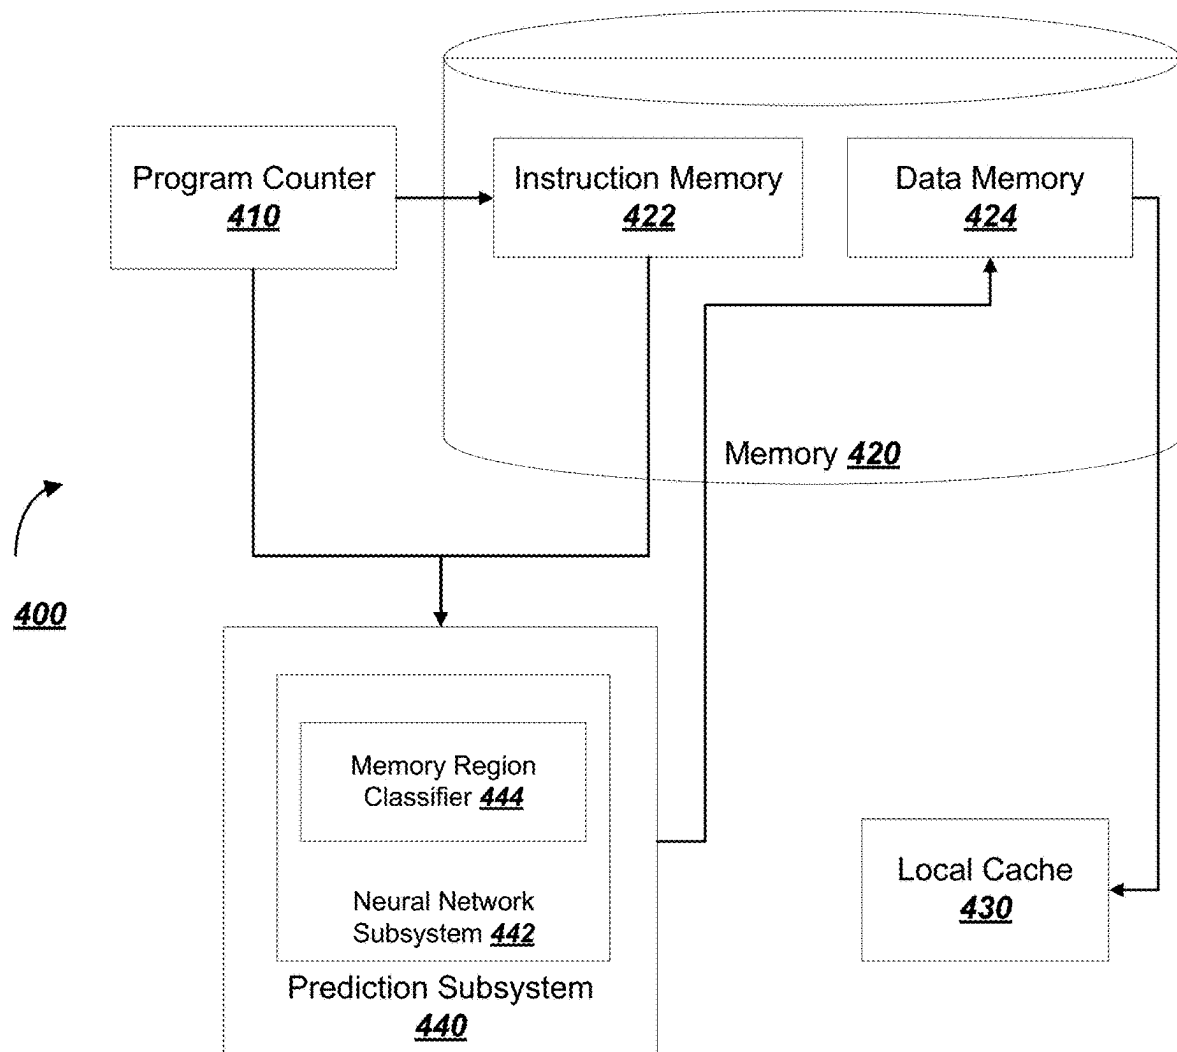 Program Counter
410
Instruction Memory
422
Data Memory
424
Memory 420
400
Memory Region
Classifier 444
Neural Network
Subsystem 442
Prediction Subsystem
440
Local Cache
430